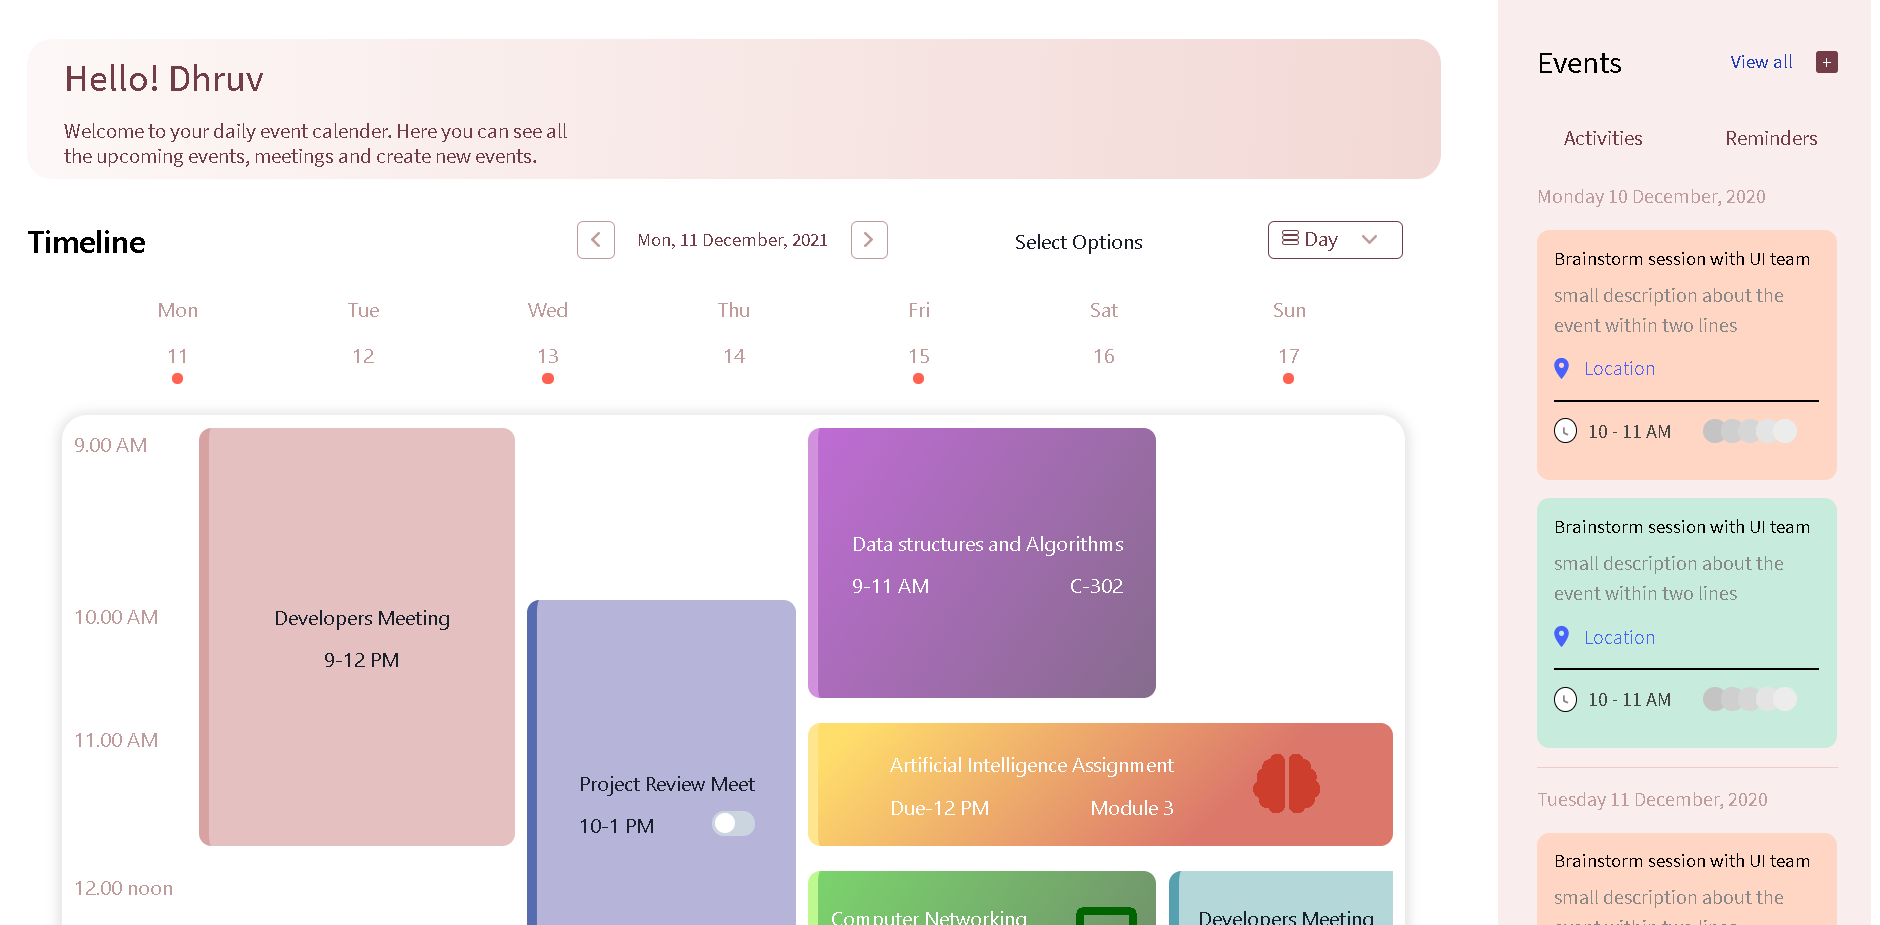 Hello! Dhruv
Welcome to your daily event calender. Here you can see all
the upcoming events, meetings and create new events.
Timeline
Mon, 11 December, 2021
Select Options
Day
Mon Tue Wed Thu Fri Sat Sun
11 12 13 14 15 16 17
9.00 AM
10.00 AM
11.00 AM
12.00 noon
Developers Meeting
9-12 PM
Project Review Meet
10-1 PM
Data structures and Algorithms
9-11 AM C-302
Artificial Intelligence Assignment
Due-12 PM Module 3
Computer Networking
Developers Meeting
Events
View all
+
Activities Reminders
Monday 10 December, 2020
Brainstorm session with UI team
small description about the
event within two lines
Location
10 - 11 AM
Brainstorm session with UI team
small description about the
event within two lines
Location
10 - 11 AM
Tuesday 11 December, 2020
Brainstorm session with UI team
small description about the
event within two lines